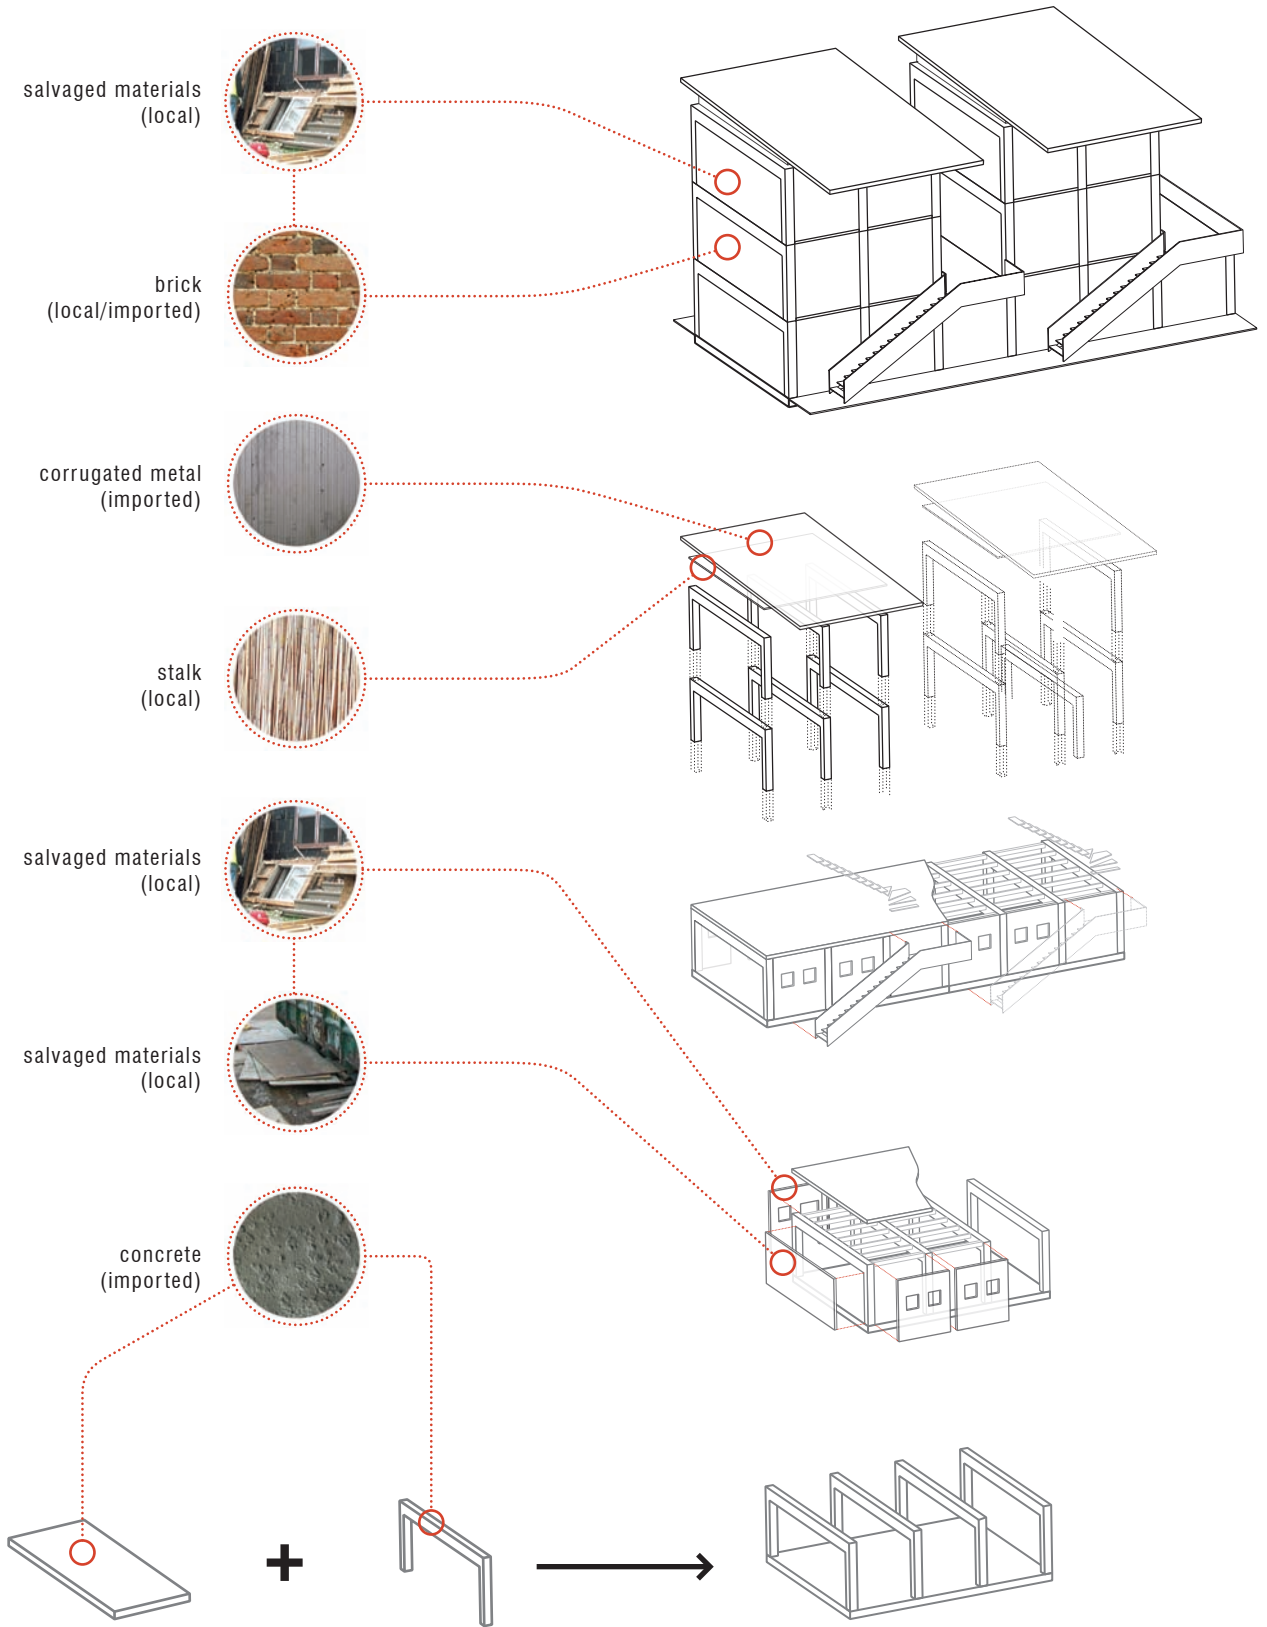 salvaged materials
(local)
brick
(local/imported)
corrugated metal
(imported)
stalk
(local)
salvaged materials
(local)
salvaged materials
(local)
concrete
(imported)